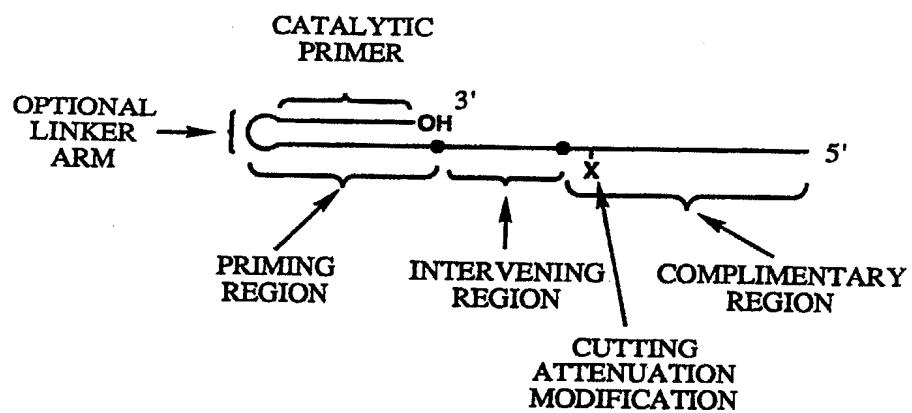 CATALYTIC
PRIMER
OPTIONAL
LINKER
ARM
3'
OH
5'
X
PRIMING
REGION
INTERVENING
REGION
COMPLIMENTARY
REGION
CUTTING
ATTENUATION
MODIFICATION